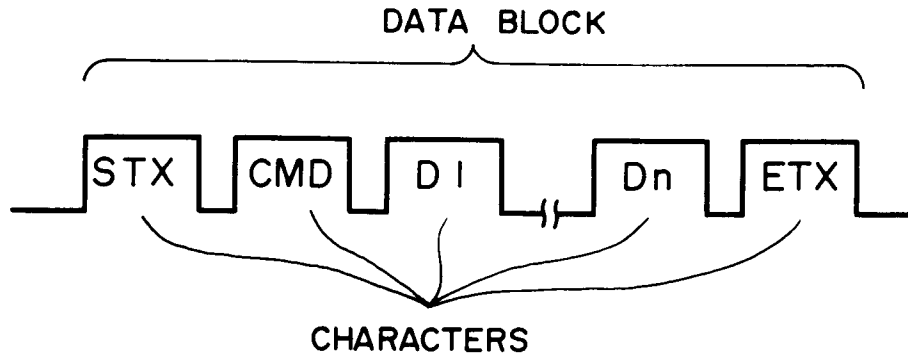 DATA BLOCK
STX CMD D1 Dn ETX
CHARACTERS